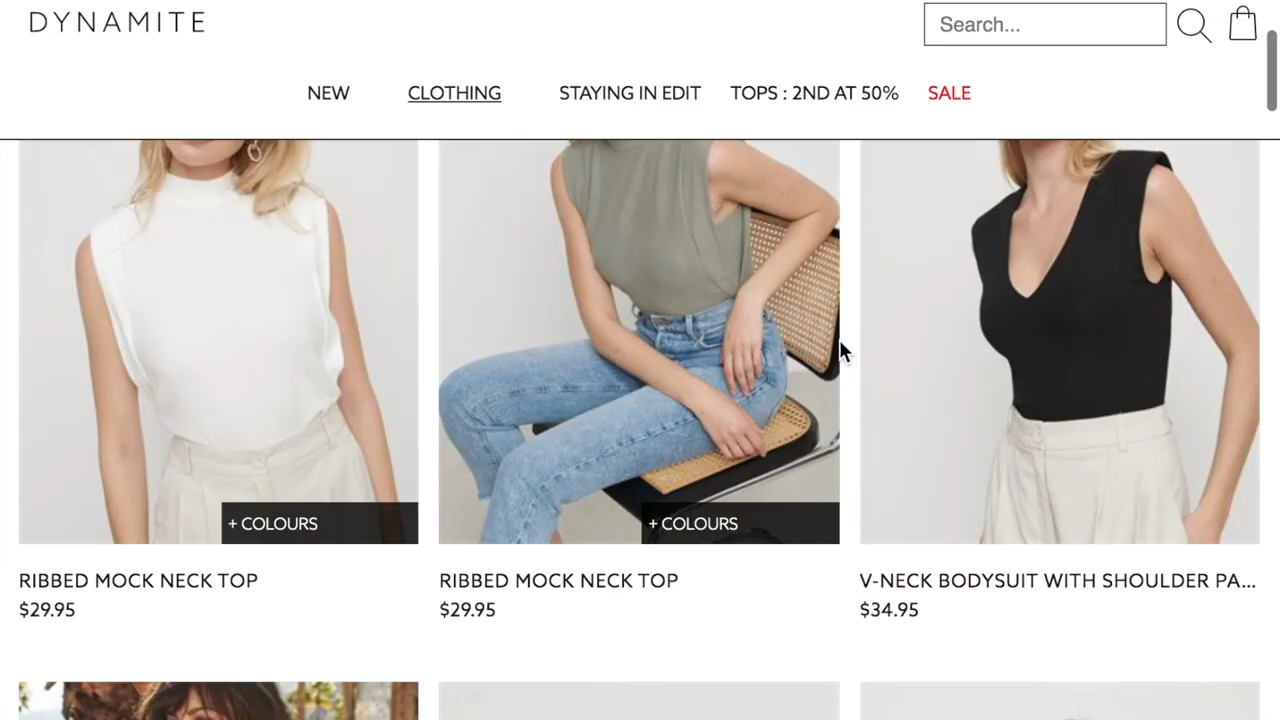 DYNAMITE
Search...
NEW CLOTHING STAYING IN EDIT TOPS : 2ND AT 50% SALE
+ COLOURS
+ COLOURS
RIBBED MOCK NECK TOP
$29.95
RIBBED MOCK NECK TOP
$29.95
V-NECK BODYSUIT WITH SHOULDER PA...
$34.95